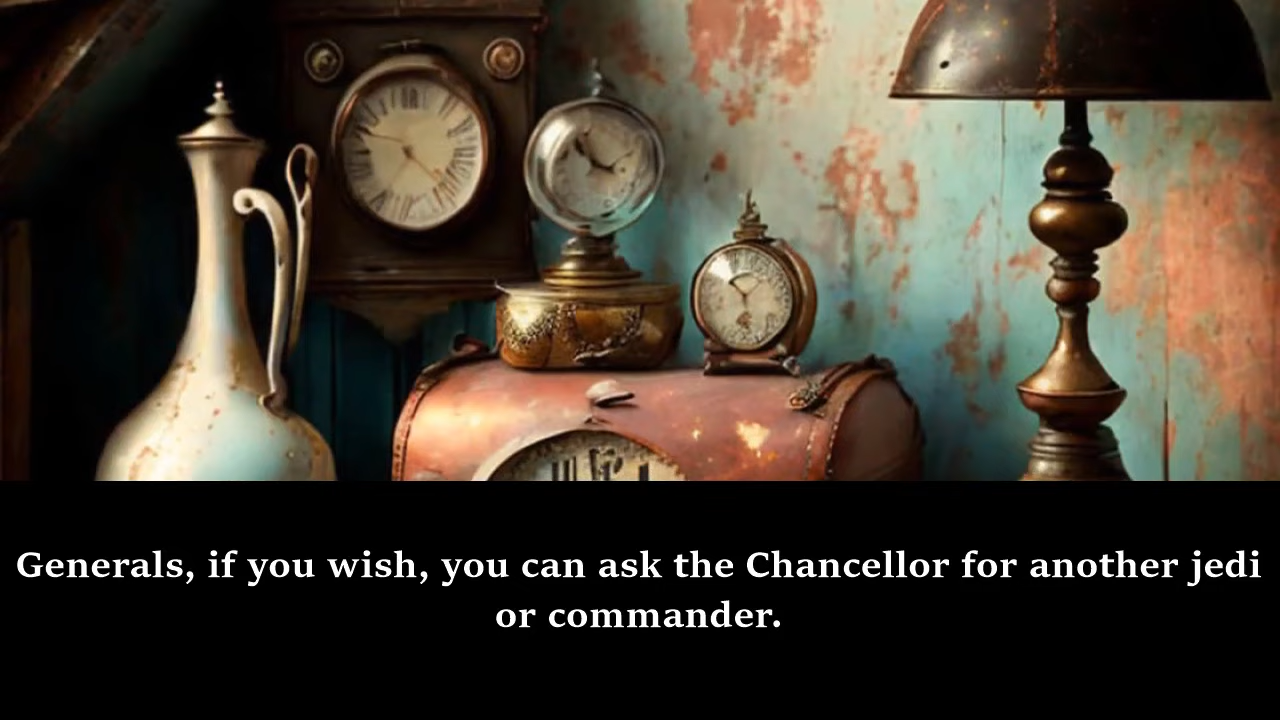 Generals, if you wish, you can ask the Chancellor for another jedi
or commander.